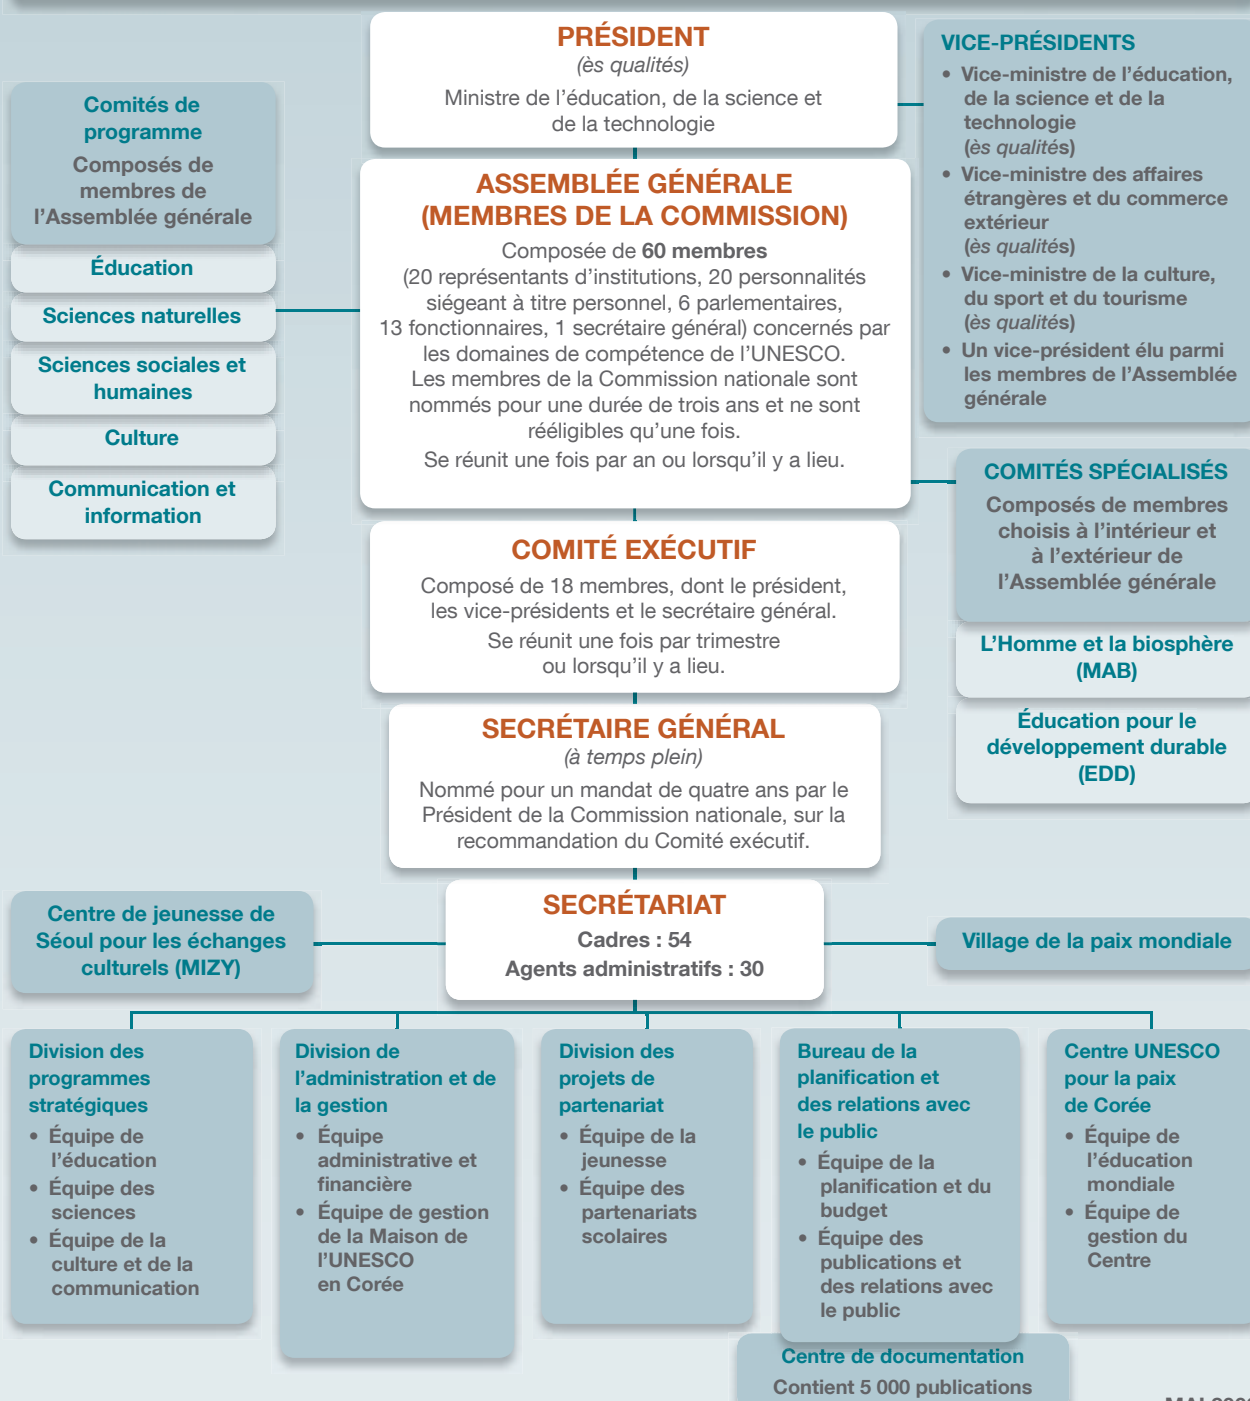 PRÉSIDENT
(ès qualités)
Ministre de l'éducation, de la science et
de la technologie
VICE-PRÉSIDENTS
• Vice-ministre de l'éducation,
de la science et de la
technologie
(ès qualités)
• Vice-ministre des affaires
étrangères et du commerce
extérieur
(ès qualités)
• Vice-ministre de la culture,
du sport et du tourisme
(ès qualités)
• Un vice-président élu parmi
les membres de l'Assemblée
générale
Comités de
programme
Composés de
membres de
l'Assemblée générale
Éducation
Sciences naturelles
Sciences sociales et
humaines
Culture
Communication et
information
ASSEMBLÉE GÉNÉRALE
(MEMBRES DE LA COMMISSION)
Composée de 60 membres
(20 représentants d'institutions, 20 personnalités
siégeant à titre personnel, 6 parlementaires,
13 fonctionnaires, 1 secrétaire général) concernés par
les domaines de compétence de l'UNESCO.
Les membres de la Commission nationale sont
nommés pour une durée de trois ans et ne sont
rééligibles qu'une fois.
Se réunit une fois par an ou lorsqu'il y a lieu.
COMITÉS SPÉCIALISÉS
Composés de membres
choisis à l'intérieur et
à l'extérieur de
l'Assemblée générale
L'Homme et la biosphère
(MAB)
Éducation pour le
développement durable
(EDD)
COMITÉ EXÉCUTIF
Composé de 18 membres, dont le président,
les vice-présidents et le secrétaire général.
Se réunit une fois par trimestre
ou lorsqu'il y a lieu.
SECRÉTAIRE GÉNÉRAL
(à temps plein)
Nommé pour un mandat de quatre ans par le
Président de la Commission nationale, sur la
recommandation du Comité exécutif.
Centre de jeunesse de
Séoul pour les échanges
culturels (MIZY)
SECRÉTARIAT
Cadres : 54
Agents administratifs : 30
Village de la paix mondiale
Division des
programmes
stratégiques
• Équipe de
l'éducation
• Équipe des
sciences
• Équipe de la
culture et de la
communication
Division de
l'administration et de
la gestion
• Équipe
administrative et
financière
• Équipe de gestion
de la Maison de
l'UNESCO
en Corée
Division des
projets de
partenariat
• Équipe de la
jeunesse
• Équipe des
partenariats
scolaires
Bureau de la
planification et
des relations avec
le public
• Équipe de la
planification et du
budget
• Équipe des
publications et
des relations avec
le public
Centre UNESCO
pour la paix
de Corée
• Équipe de
l'éducation
mondiale
• Équipe de
gestion du
Centre
Centre de documentation
Contient 5 000 publications